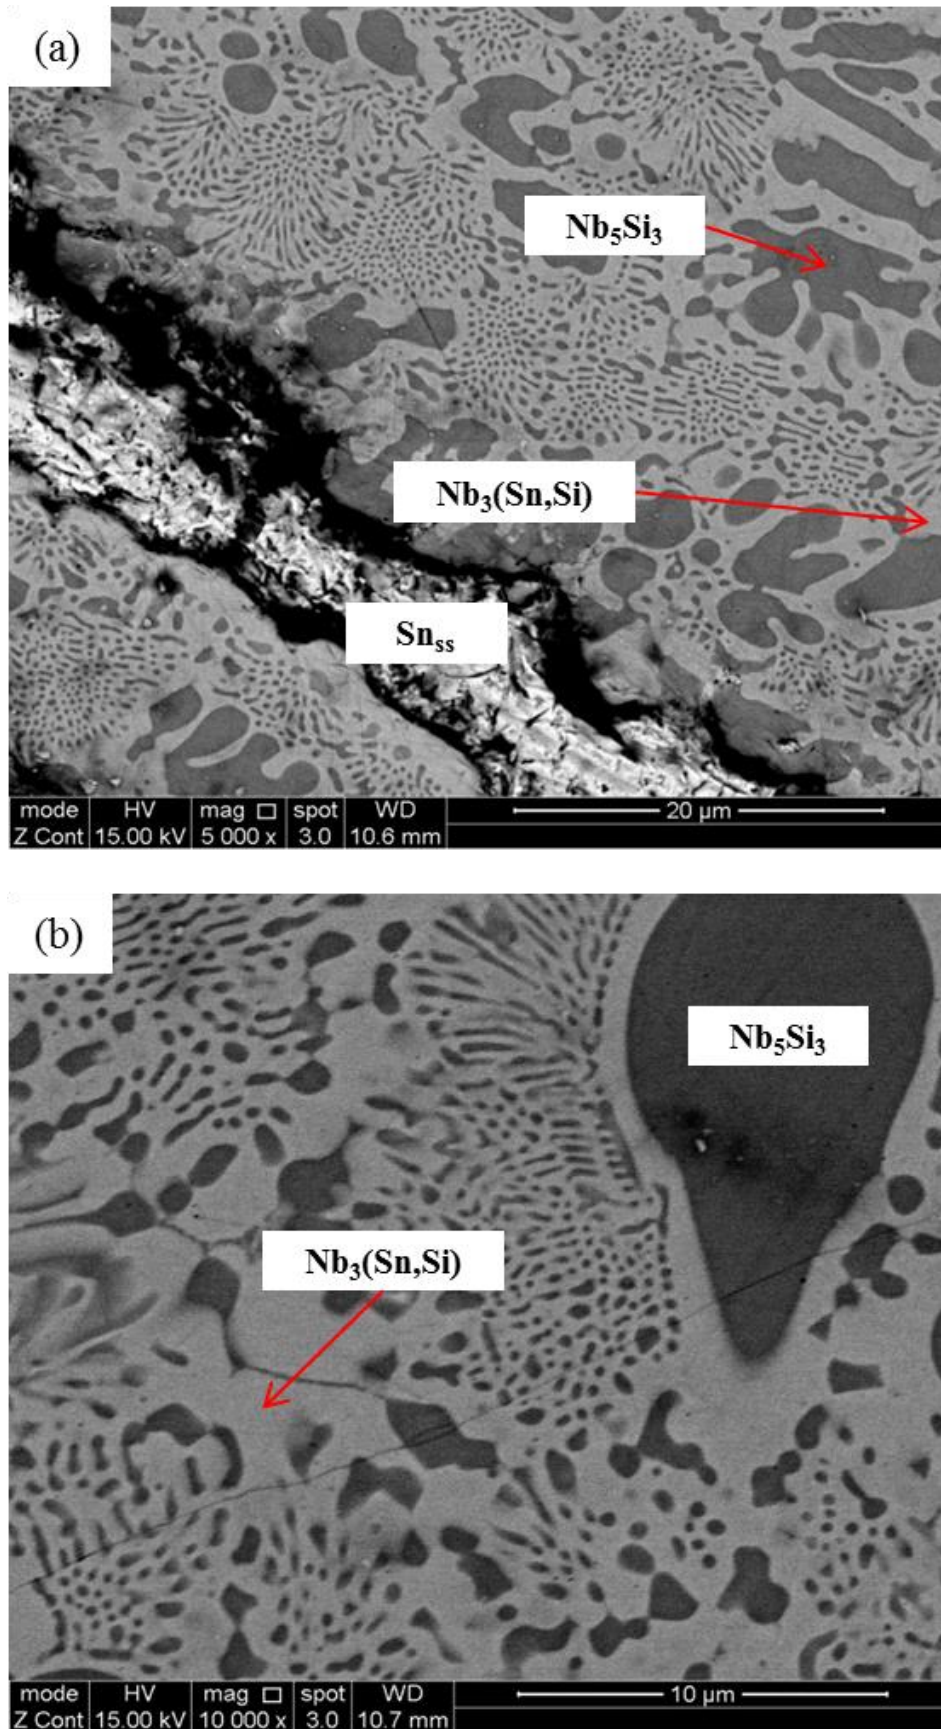 (a)
Nb₅Si₃
Nb₃(Sn,Si)
Snₛₛ
mode HV mag □ spot WD
20 µm
Z Cont 15.00 kV 5 000 x 3.0 10.6 mm
(b)
Nb₅Si₃
Nb₃(Sn,Si)
mode HV mag □ spot WD
10 µm
Z Cont 15.00 kV 10 000 x 3.0 10.7 mm